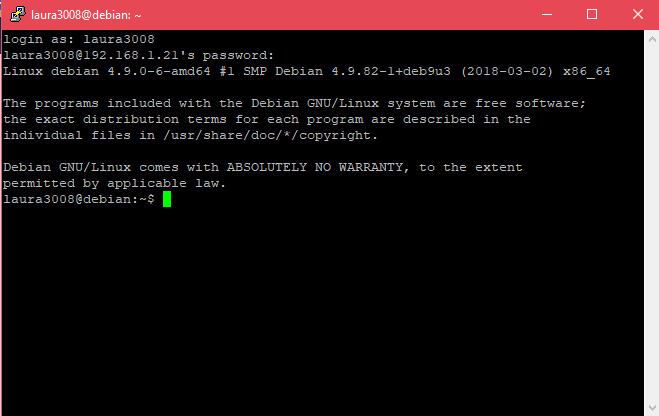 laura3008@debian: ~
login as: laura3008
laura3008@192.168.1.21's password:
Linux debian 4.9.0-6-amd64 #1 SMP Debian 4.9.82-1+deb9u3 (2018-03-02) x86_64
The programs included with the Debian GNU/Linux system are free software;
the exact distribution terms for each program are described in the
individual files in /usr/share/doc/*/copyright.
Debian GNU/Linux comes with ABSOLUTELY NO WARRANTY, to the extent
permitted by applicable law.
laura3008@debian:~$